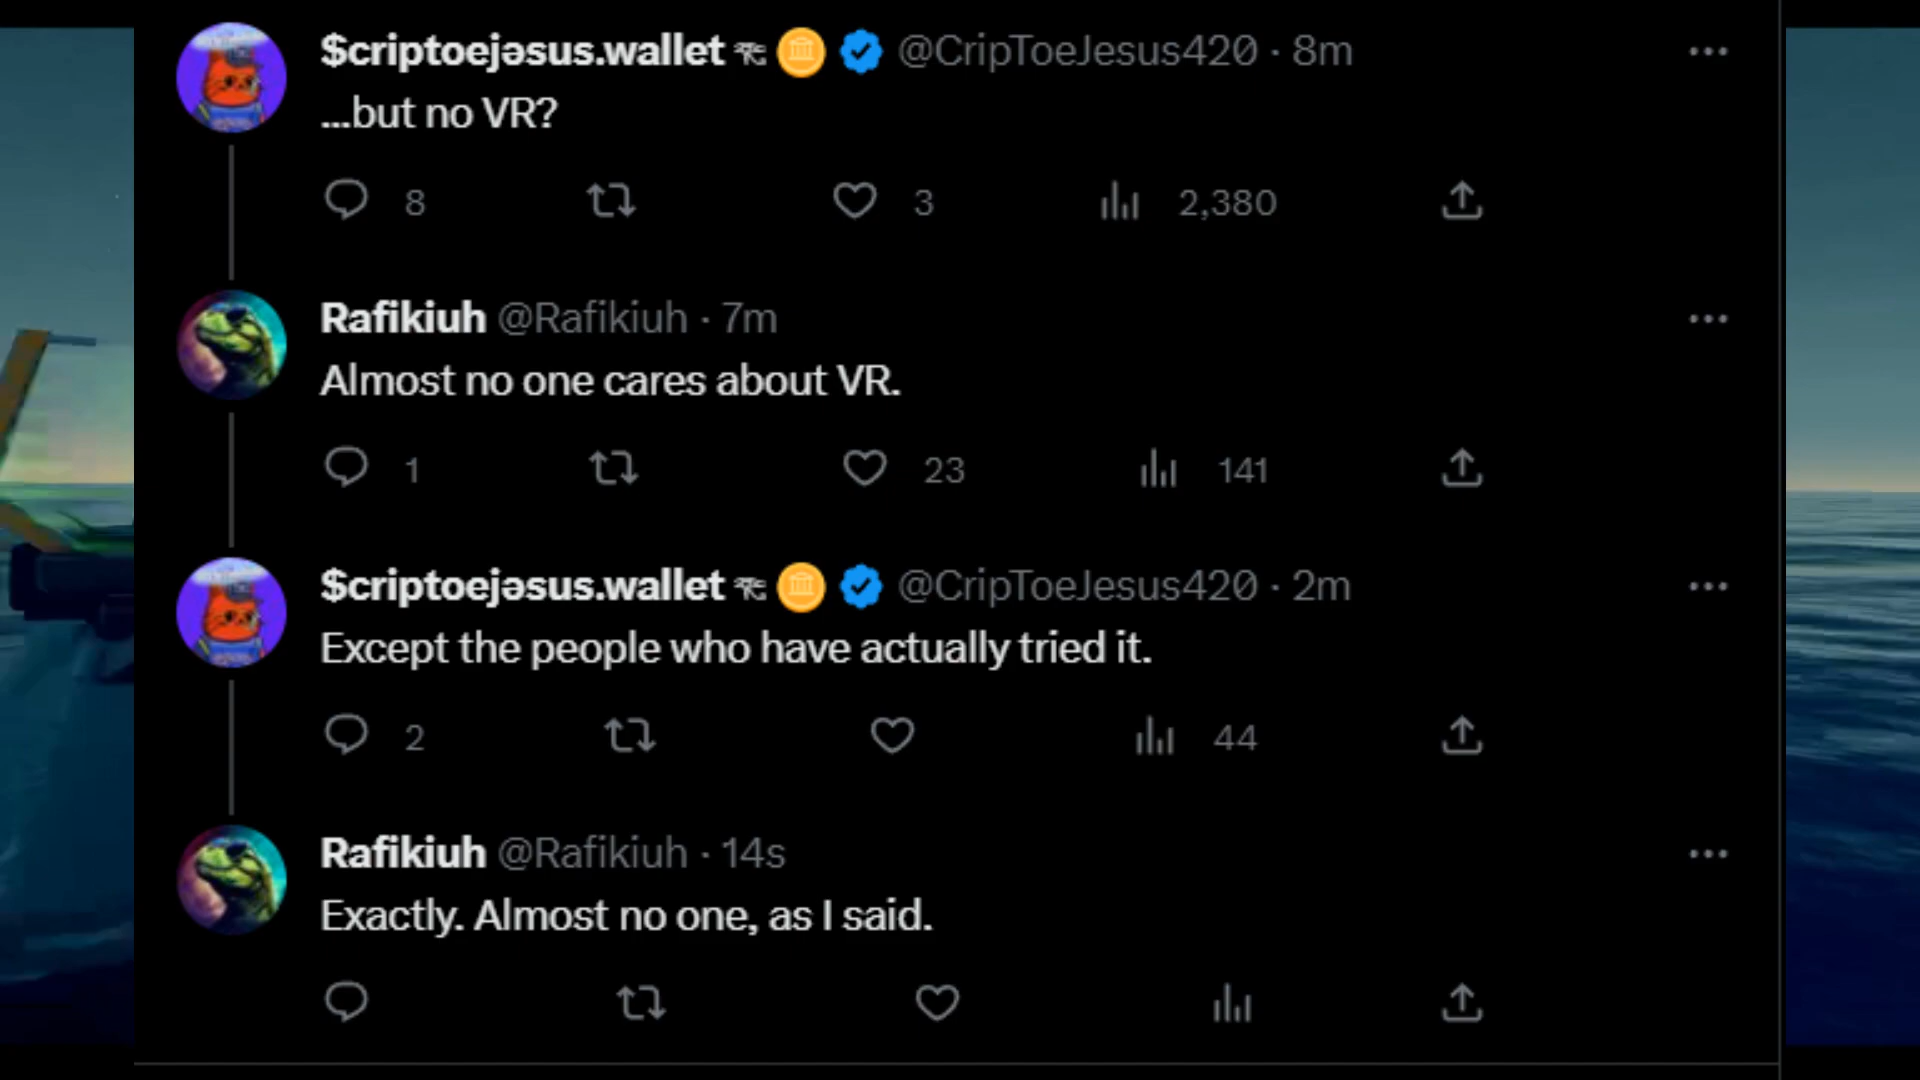 $criptoejəsus.wallet @CripToeJesus420 · 8m
...but no VR?
8 3 2,380
Rafikiuh @Rafikiuh · 7m
Almost no one cares about VR.
1 23 141
$criptoejəsus.wallet @CripToeJesus420 · 2m
Except the people who have actually tried it.
2 44
Rafikiuh @Rafikiuh · 14s
Exactly. Almost no one, as I said.